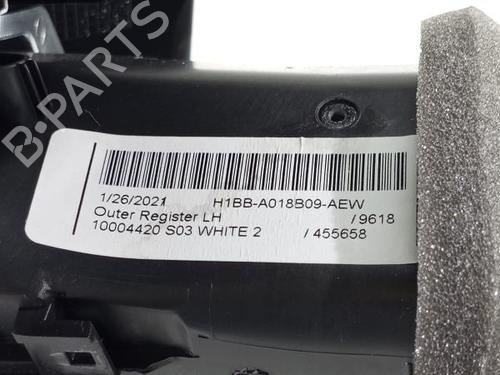 B-PARTS
1/26/2021 H1BB-A018B09-AEW
Outer Register LH /9618
10004420 S03 WHITE 2 /455658